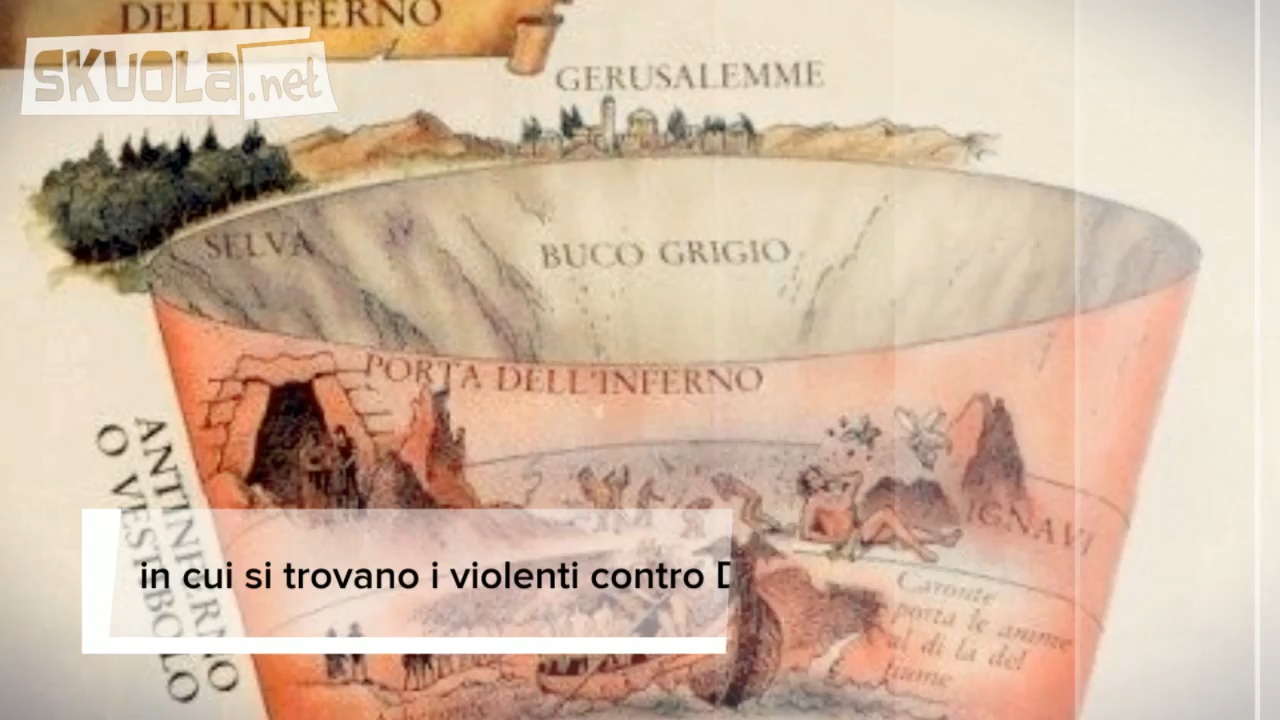 DELL'INFERNO
SKUOLA.net
GERUSALEMME
SELVA
BUCO GRIGIO
PORTA DELL'INFERNO
ANTINFERNO
O VESTIBOLO
IGNAVI
in cui si trovano i violenti contro D
Caronte
porta le anime
al di là del
fiume